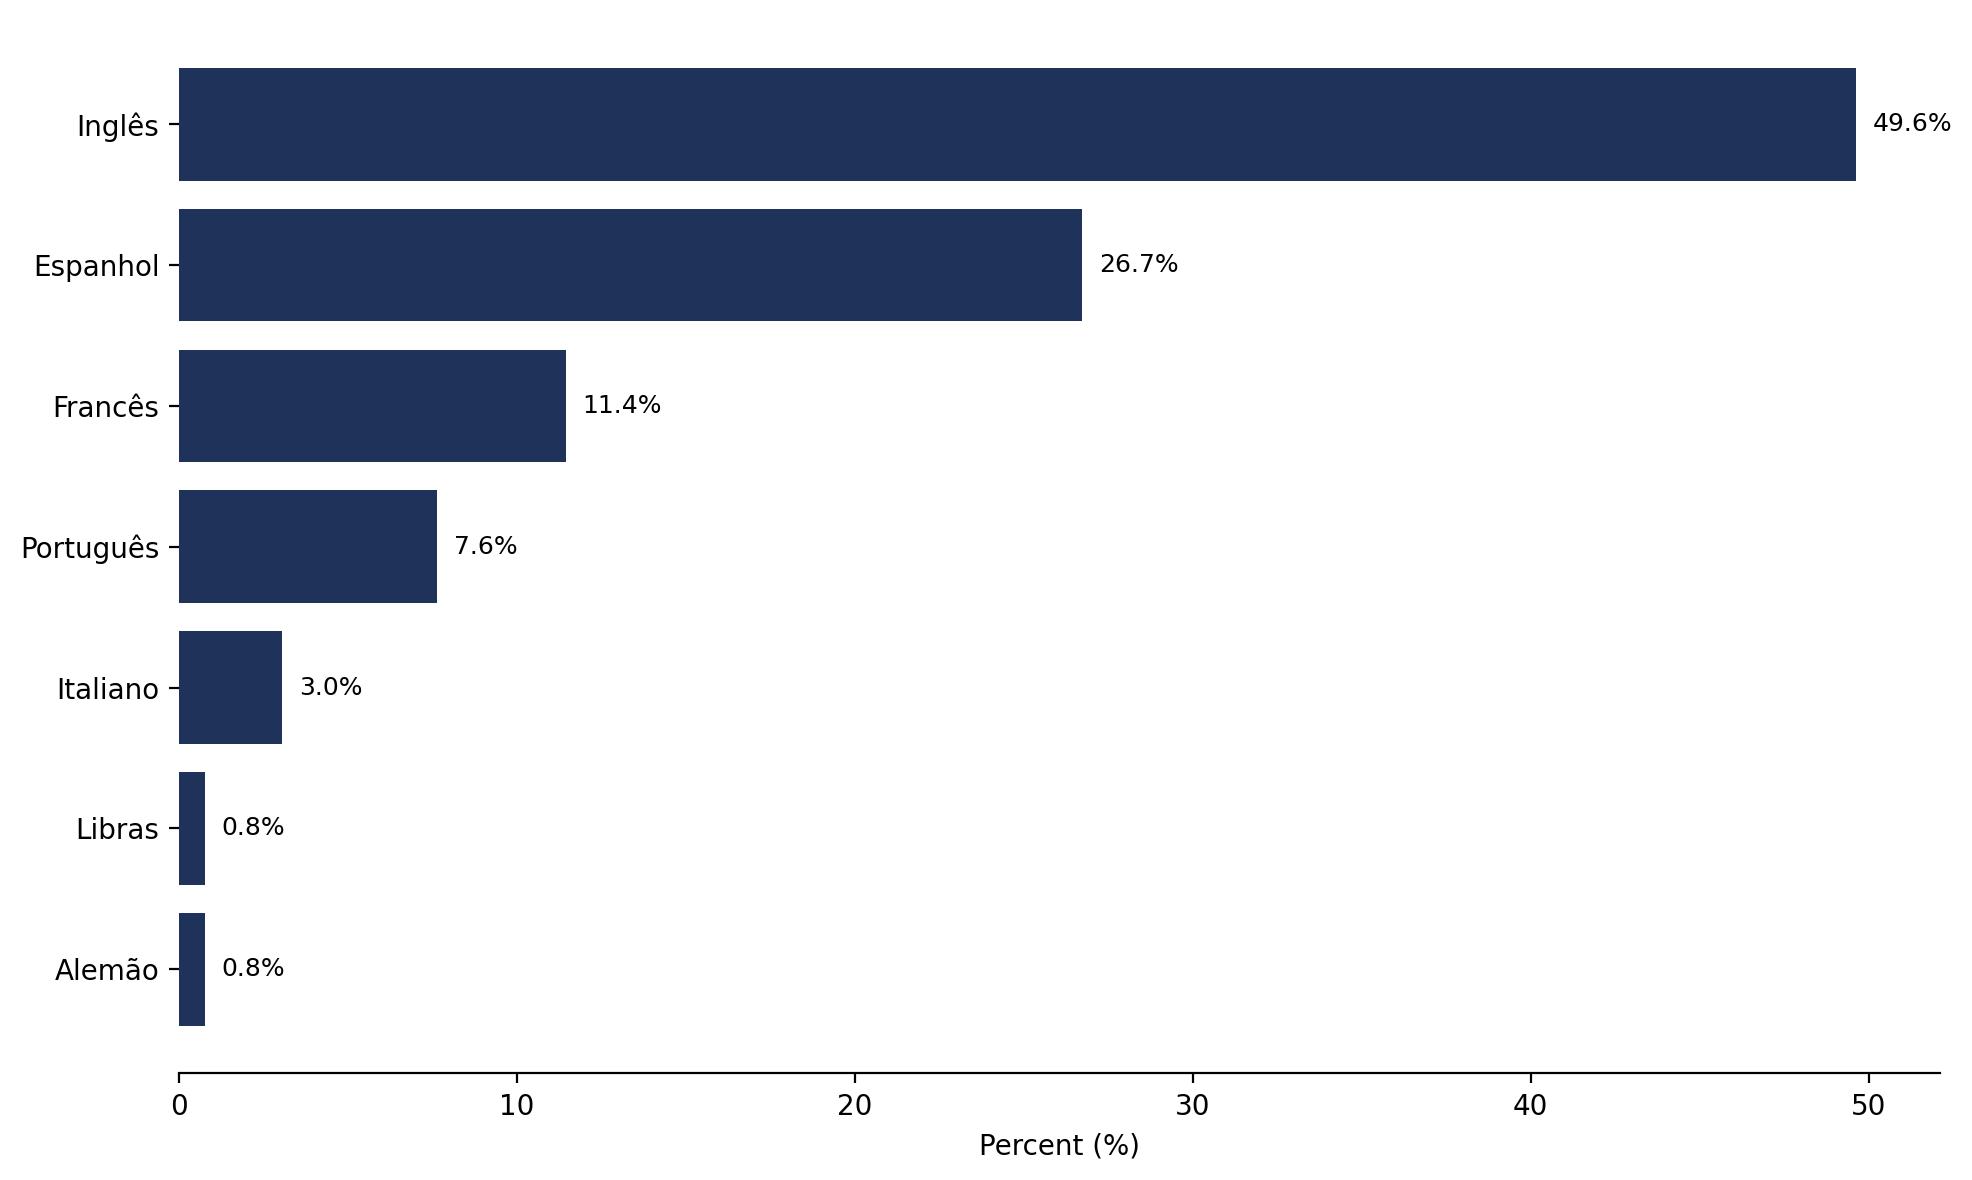 Inglês 49.6%
Espanhol 26.7%
Francês 11.4%
Português 7.6%
Italiano 3.0%
Libras 0.8%
Alemão 0.8%
0 10 20 30 40 50
Percent (%)